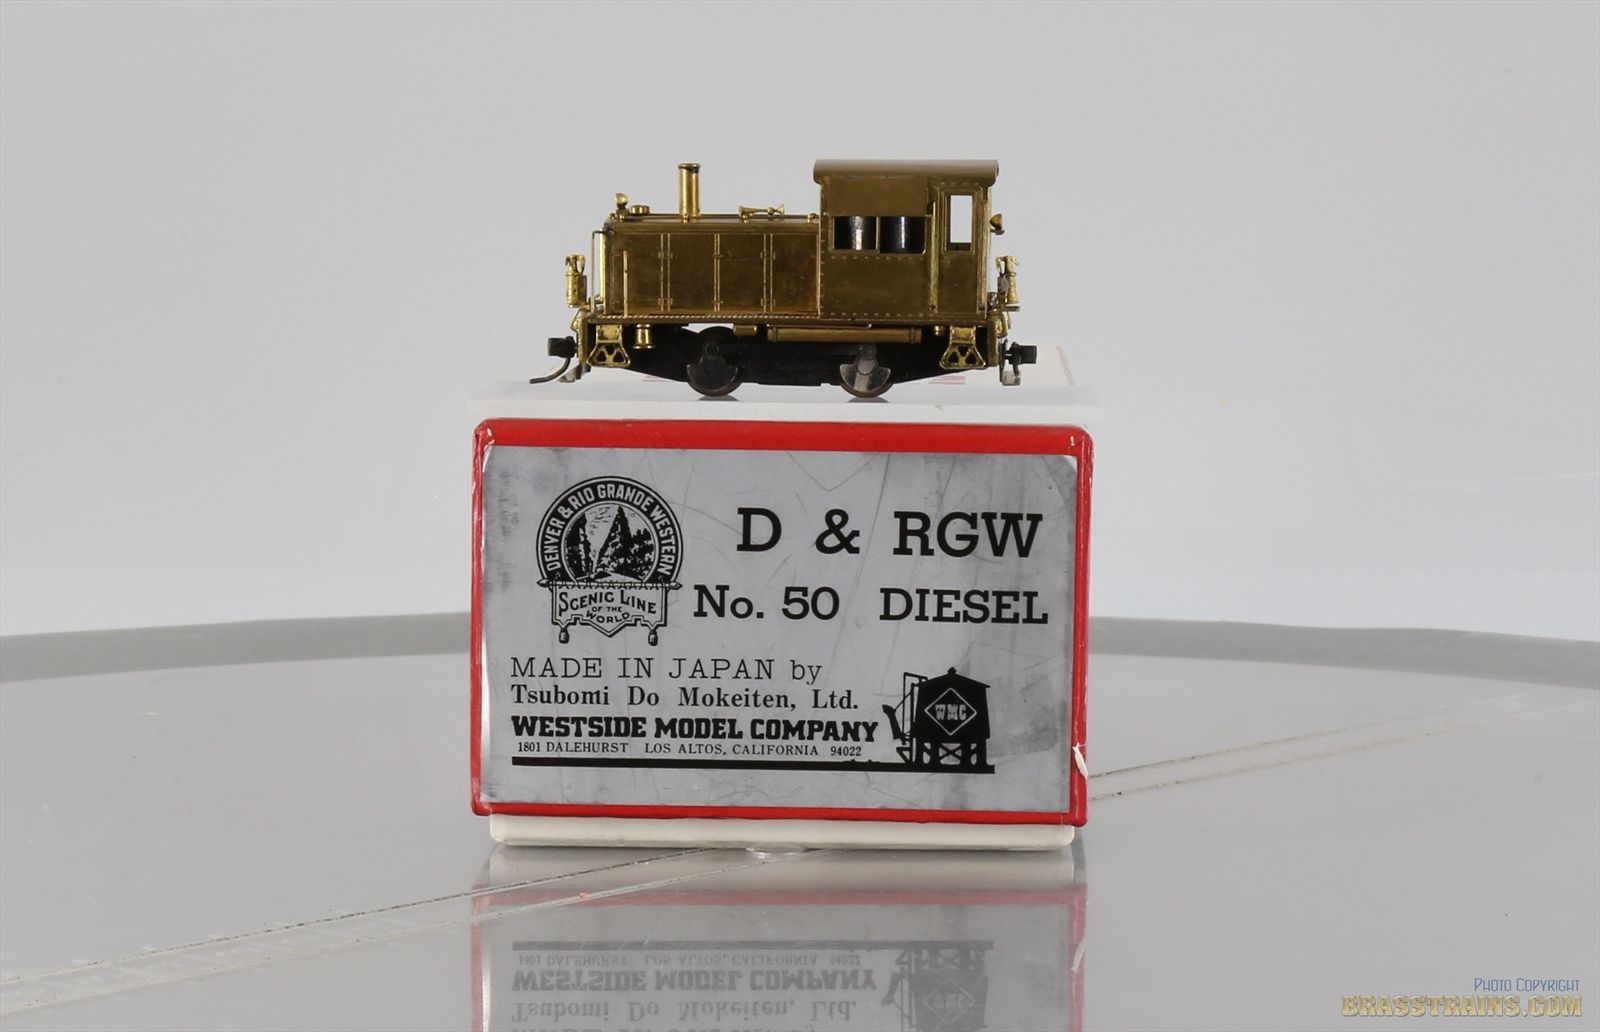 DENVER & RIO GRANDE WESTERN
SCENIC LINE
OF THE
WORLD
D & RGW
No. 50 DIESEL
MADE IN JAPAN by
Tsubomi Do Mokeiten, Ltd.
WESTSIDE MODEL COMPANY
1801 DALEHURST LOS ALTOS, CALIFORNIA 94022
WMC
PHOTO COPYRIGHT
BRASSTRAINS.COM